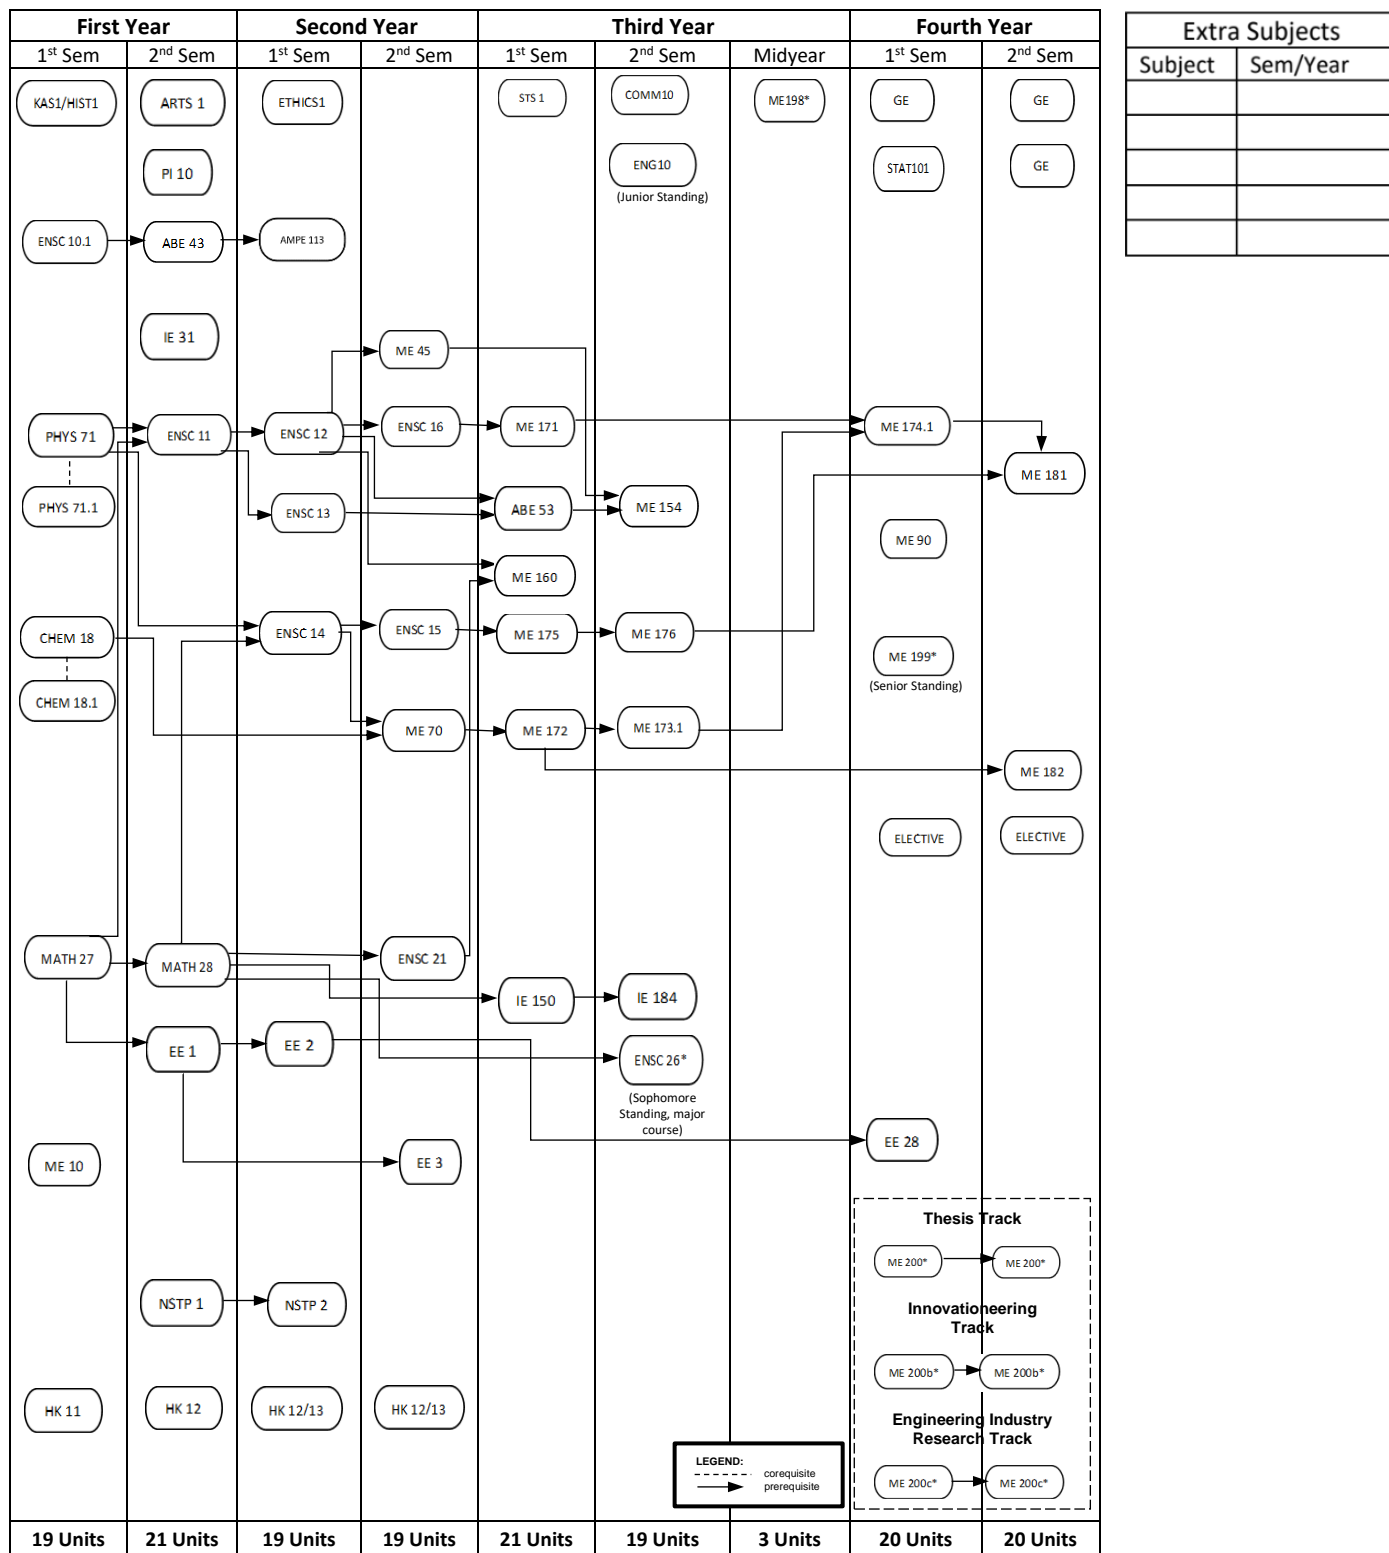 First Year Second Year Third Year Fourth Year
1st Sem 2nd Sem 1st Sem 2nd Sem 1st Sem 2nd Sem Midyear 1st Sem 2nd Sem
Extra Subjects
Subject Sem/Year
KAS1/HIST1 ARTS 1 ETHICS1 STS 1 COMM10 ME198* GE GE
PI 10 ENG10 STAT101 GE
(Junior Standing)
ENSC 10.1 ABE 43 AMPE 113
IE 31 ME 45
PHYS 71 ENSC 11 ENSC 12 ENSC 16 ME 171 ME 174.1
ME 181
PHYS 71.1 ENSC 13 ABE 53 ME 154
ME 90
ME 160
CHEM 18 ENSC 14 ENSC 15 ME 175 ME 176
ME 199*
(Senior Standing)
CHEM 18.1
ME 70 ME 172 ME 173.1
ME 182
ELECTIVE ELECTIVE
MATH 27 MATH 28 ENSC 21
IE 150 IE 184
EE 1 EE 2 ENSC 26*
(Sophomore
Standing, major
course)
EE 28
ME 10 EE 3
Thesis Track
ME 200* ME 200*
NSTP 1 NSTP 2
Innovationeering
Track
ME 200b* ME 200b*
HK 11 HK 12 HK 12/13 HK 12/13
Engineering Industry
Research Track
ME 200c* ME 200c*
LEGEND:
corequisite
prerequisite
19 Units 21 Units 19 Units 19 Units 21 Units 19 Units 3 Units 20 Units 20 Units